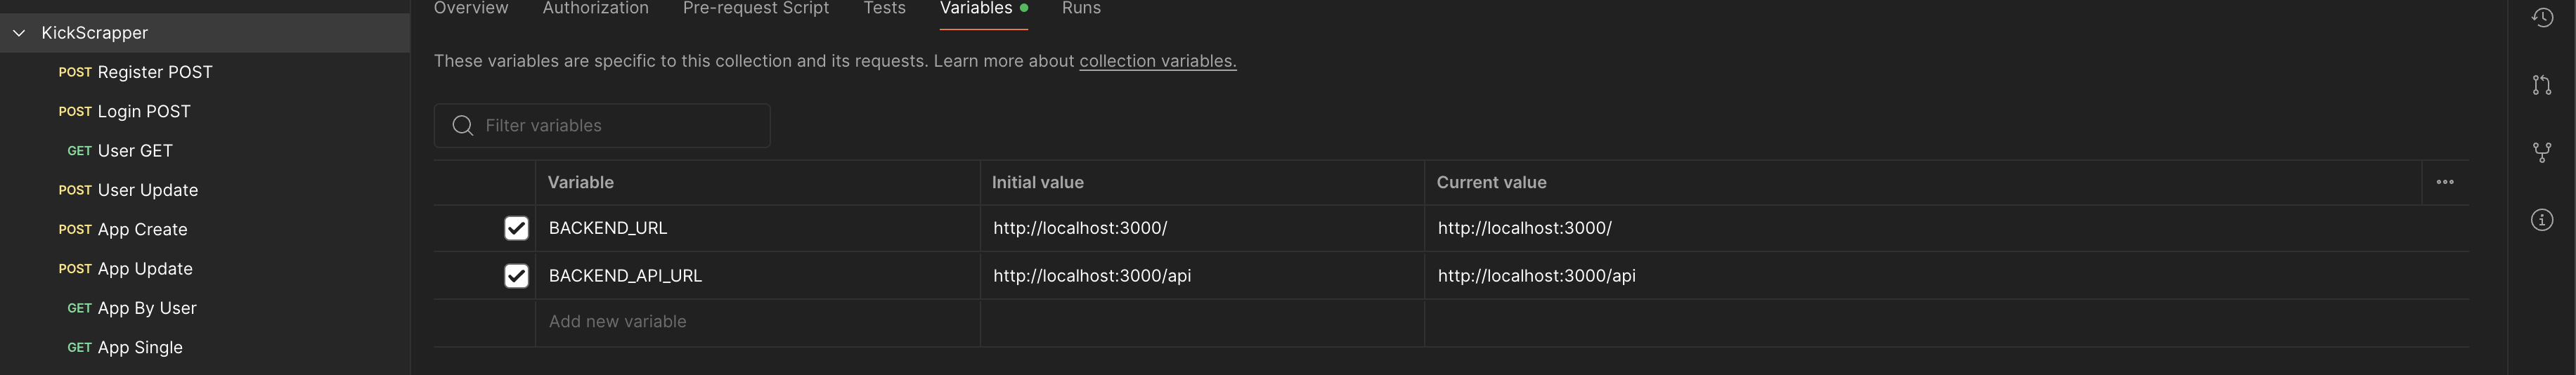 KickScrapper
POST Register POST
POST Login POST
GET User GET
POST User Update
POST App Create
POST App Update
GET App By User
GET App Single
Overview Authorization Pre-request Script Tests Variables Runs
These variables are specific to this collection and its requests. Learn more about collection variables.
Filter variables
Variable Initial value Current value
BACKEND_URL http://localhost:3000/ http://localhost:3000/
BACKEND_API_URL http://localhost:3000/api http://localhost:3000/api
Add new variable